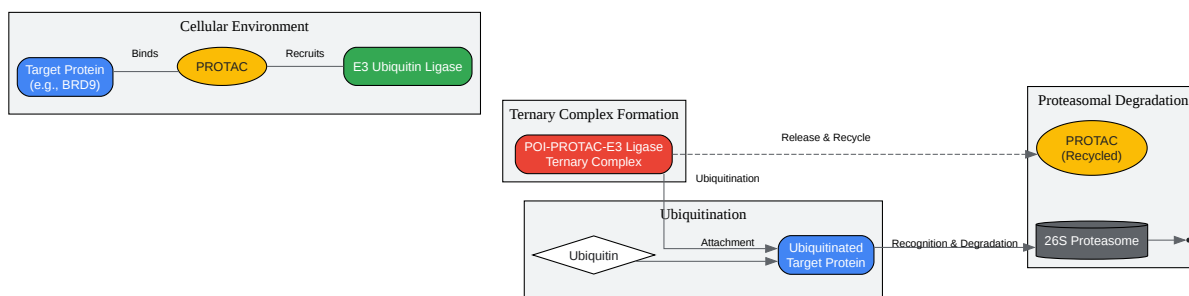 Cellular Environment
Binds
Recruits
Target Protein
(e.g., BRD9)
PROTAC
E3 Ubiquitin Ligase
Ternary Complex Formation
POI-PROTAC-E3 Ligase
Ternary Complex
Release & Recycle
Ubiquitination
Proteasomal Degradation
PROTAC
(Recycled)
Ubiquitination
Ubiquitin
Attachment
Ubiquitinated
Target Protein
Recognition & Degradation
26S Proteasome